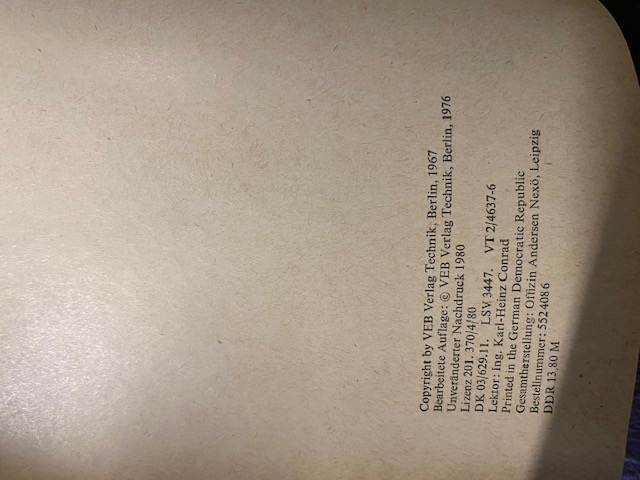 Copyright by VEB Verlag Technik, Berlin, 1967
Bearbeitete Auflage: © VEB Verlag Technik, Berlin, 1976
Unveränderter Nachdruck 1980
Lizenz 201. 370/4/80
DK 03/629.11. LSV 3447. VT 2/4637-6
Lektor: Ing. Karl-Heinz Conrad
Printed in the German Democratic Republic
Gesamtherstellung: Offizin Andersen Nexö, Leipzig
Bestellnummer: 552 408 6
DDR 13.80 M